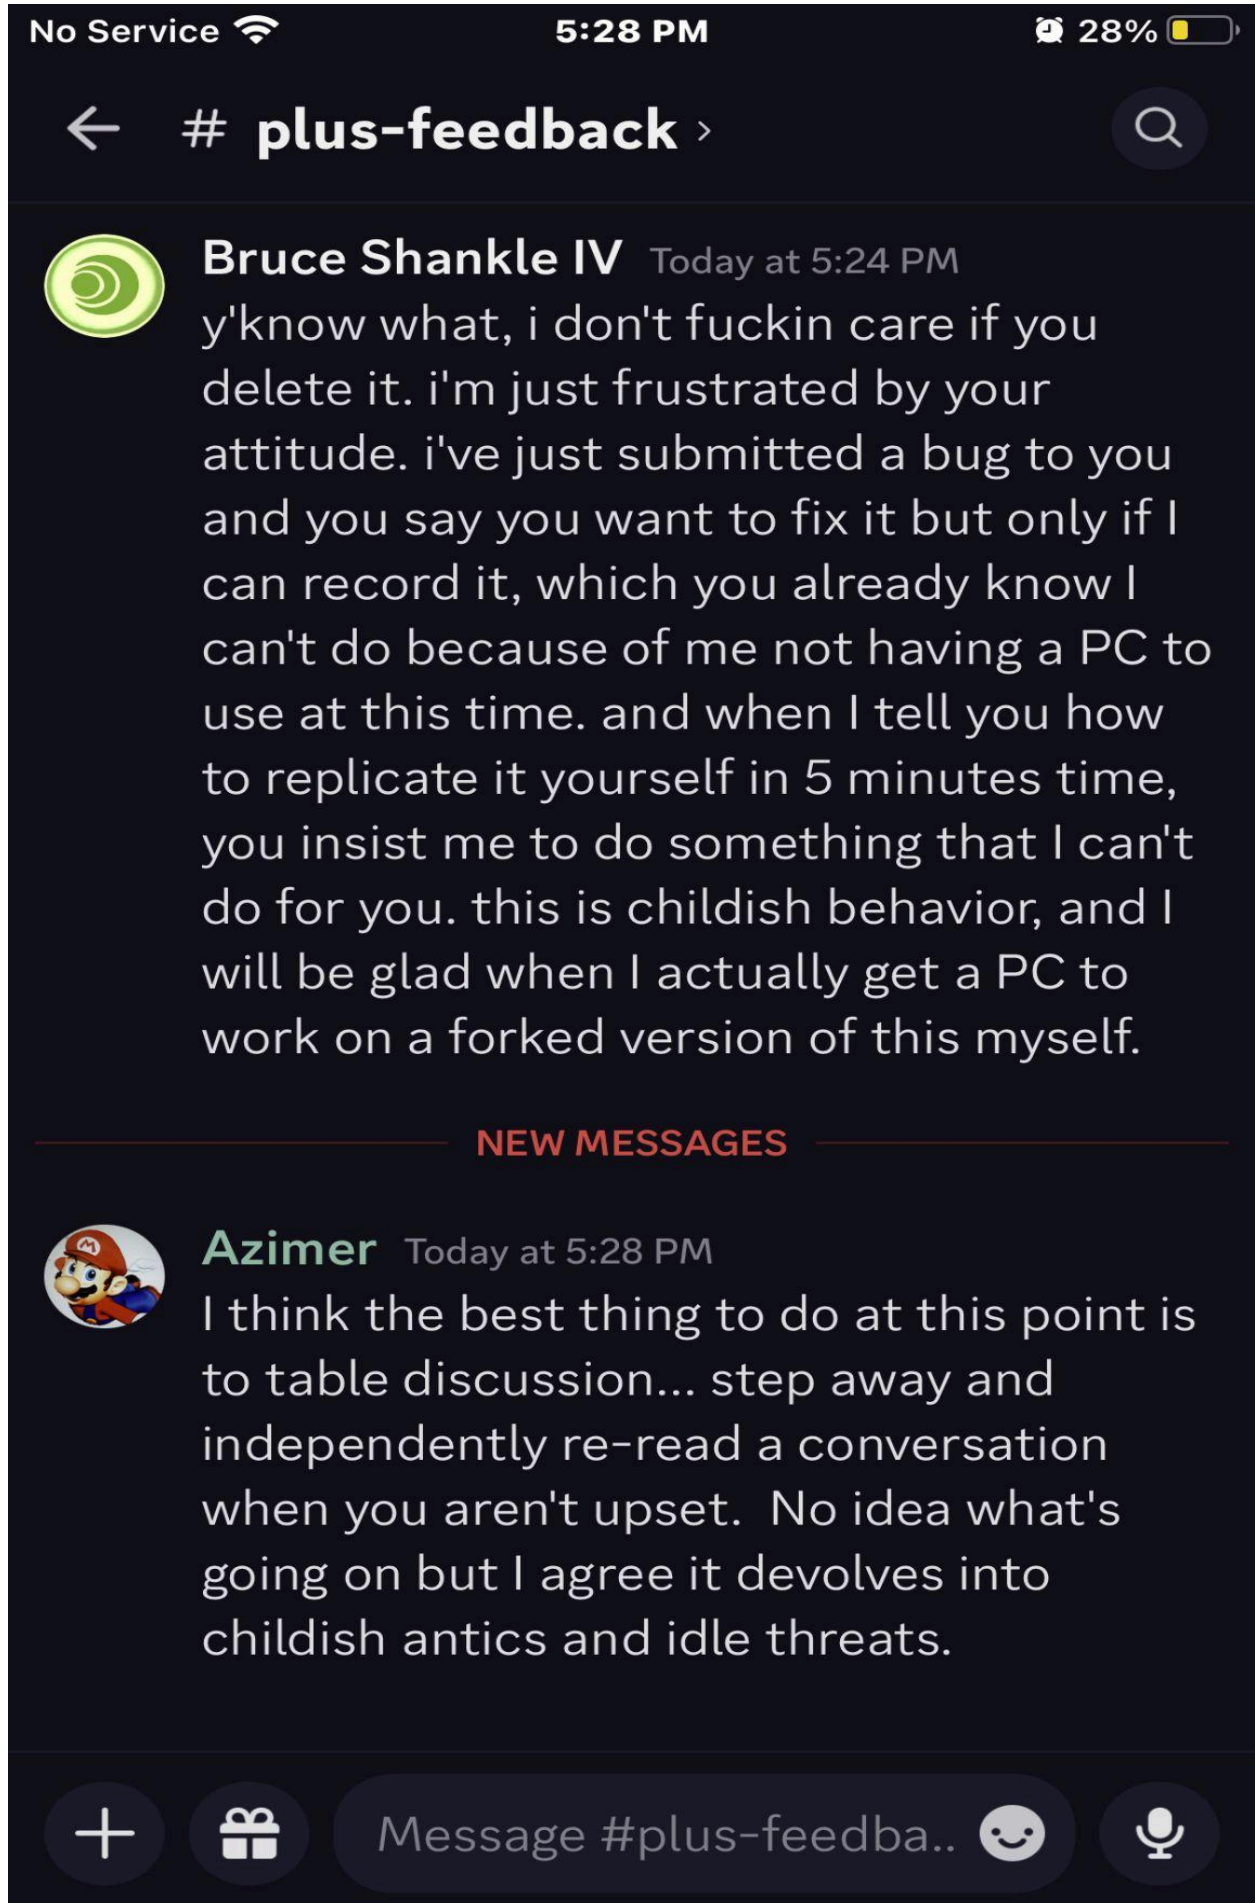 No Service 5:28 PM 28%
# plus-feedback ›
Bruce Shankle IV Today at 5:24 PM
y'know what, i don't fuckin care if you
delete it. i'm just frustrated by your
attitude. i've just submitted a bug to you
and you say you want to fix it but only if I
can record it, which you already know I
can't do because of me not having a PC to
use at this time. and when I tell you how
to replicate it yourself in 5 minutes time,
you insist me to do something that I can't
do for you. this is childish behavior, and I
will be glad when I actually get a PC to
work on a forked version of this myself.
NEW MESSAGES
Azimer Today at 5:28 PM
I think the best thing to do at this point is
to table discussion... step away and
independently re-read a conversation
when you aren't upset.  No idea what's
going on but I agree it devolves into
childish antics and idle threats.
Message #plus-feedba..